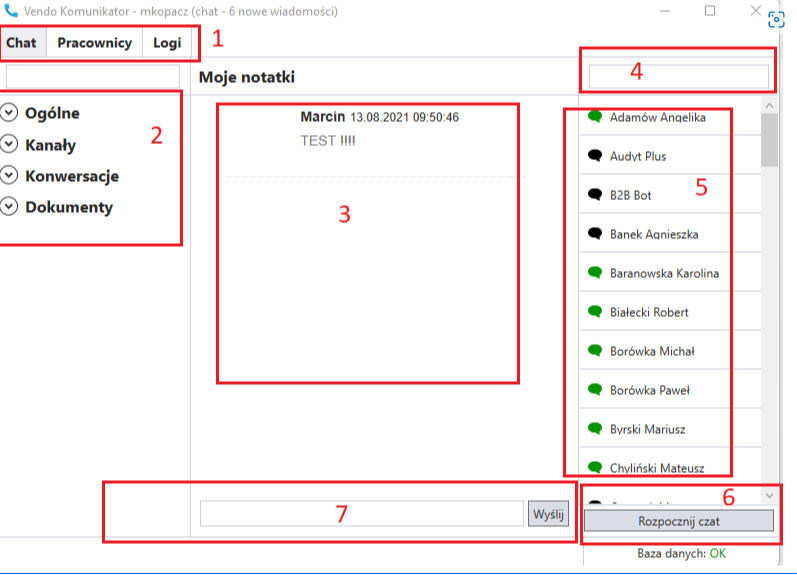 Vendo Komunikator - mkopacz (chat - 6 nowe wiadomości)
Chat Pracownicy Logi 1
Moje notatki
4
Ogólne
Kanały
Konwersacje
Dokumenty
2
Marcin 13.08.2021 09:50:46
TEST !!!!
3
Adamów Angelika
Audyt Plus
B2B Bot
Banek Agnieszka
Baranowska Karolina
Białecki Robert
Borówka Michał
Borówka Paweł
Byrski Mariusz
Chyliński Mateusz
5
7
Wyślij
6
Rozpocznij czat
Baza danych: OK